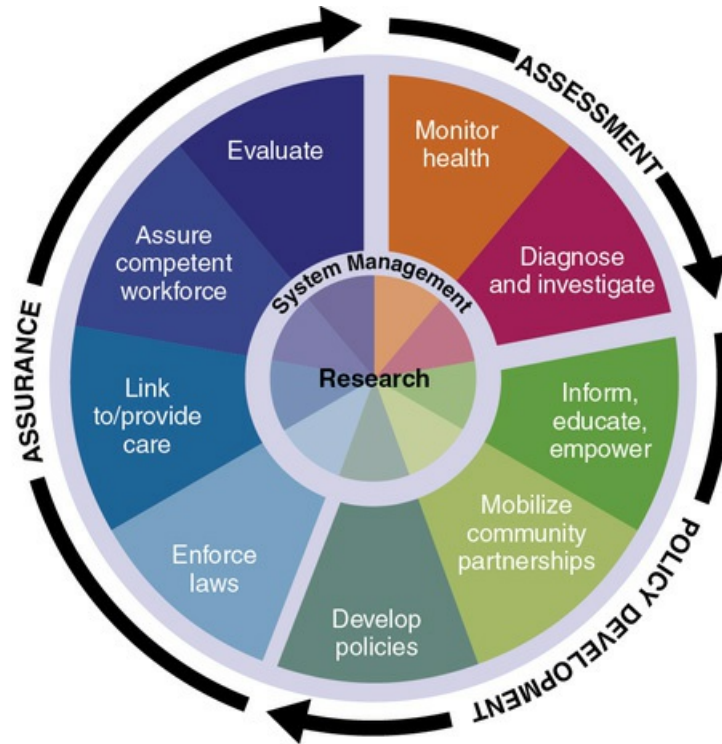 ASSESSMENT
Monitor
health
Diagnose
and investigate
Inform,
educate,
empower
POLICY DEVELOPMENT
Mobilize
community
partnerships
Develop
policies
Enforce
laws
ASSURANCE
Link
to/provide
care
Assure
competent
workforce
Evaluate
System Management
Research